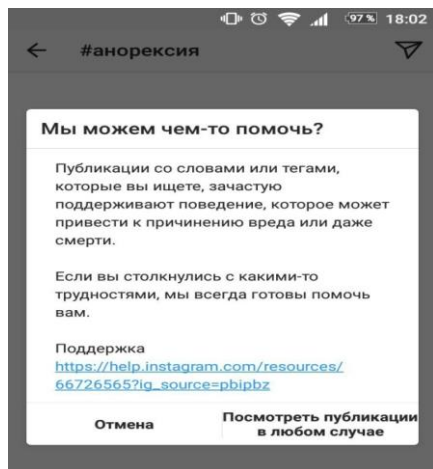 97 % 18:02
#анорексия
Мы можем чем-то помочь?
Публикации со словами или тегами,
которые вы ищете, зачастую
поддерживают поведение, которое может
привести к причинению вреда или даже
смерти.
Если вы столкнулись с какими-то
трудностями, мы всегда готовы помочь
вам.
Поддержка
https://help.instagram.com/resources/
66726565?ig_source=pbipbz
Отмена
Посмотреть публикации
в любом случае